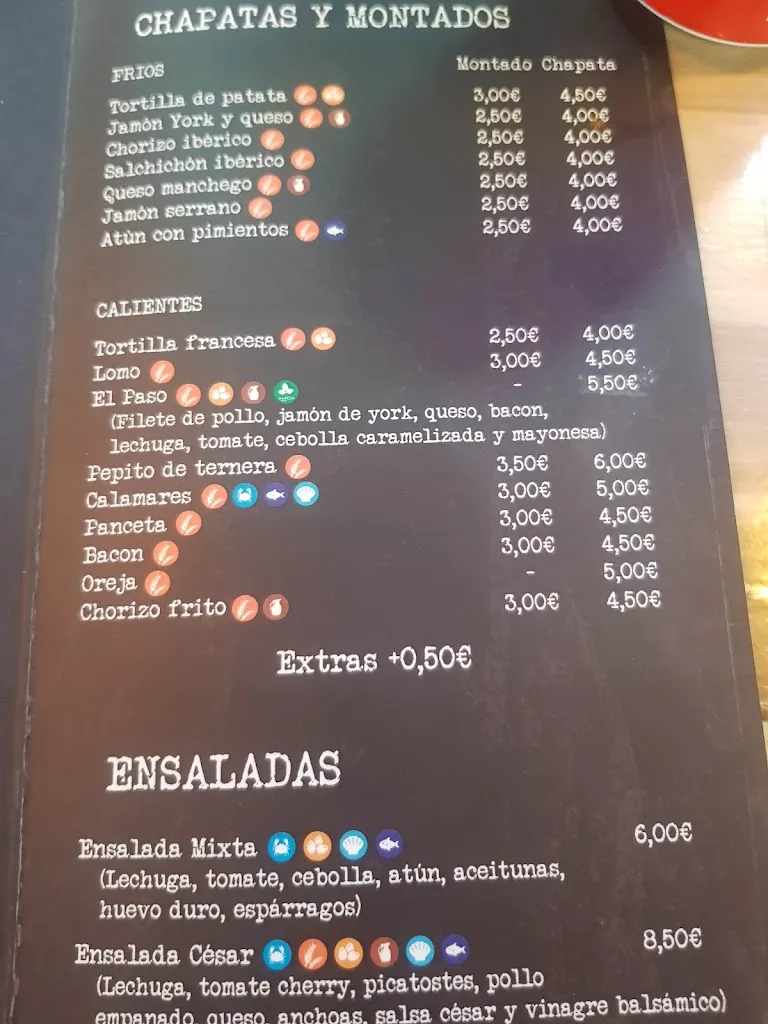 CHAPATAS Y MONTADOS
FRIOS Montado Chapata
Tortilla de patata 3,00€ 4,50€
Jamón York y queso 2,50€ 4,00€
Chorizo ibérico 2,50€ 4,00€
Salchichón ibérico 2,50€ 4,00€
Queso manchego 2,50€ 4,00€
Jamón serrano 2,50€ 4,00€
Atún con pimientos 2,50€ 4,00€
CALIENTES
Tortilla francesa 2,50€ 4,00€
Lomo 3,00€ 4,50€
El Paso - 5,50€
(Filete de pollo, jamón de york, queso, bacon,
lechuga, tomate, cebolla caramelizada y mayonesa)
Pepito de ternera 3,50€ 6,00€
Calamares 3,00€ 5,00€
Panceta 3,00€ 4,50€
Bacon 3,00€ 4,50€
Oreja - 5,00€
Chorizo frito 3,00€ 4,50€
Extras +0,50€
ENSALADAS
Ensalada Mixta 6,00€
(Lechuga, tomate, cebolla, atún, aceitunas,
huevo duro, espárragos)
Ensalada César 8,50€
(Lechuga, tomate cherry, picatostes, pollo
empanado, queso, anchoas, salsa césar y vinagre balsámico)